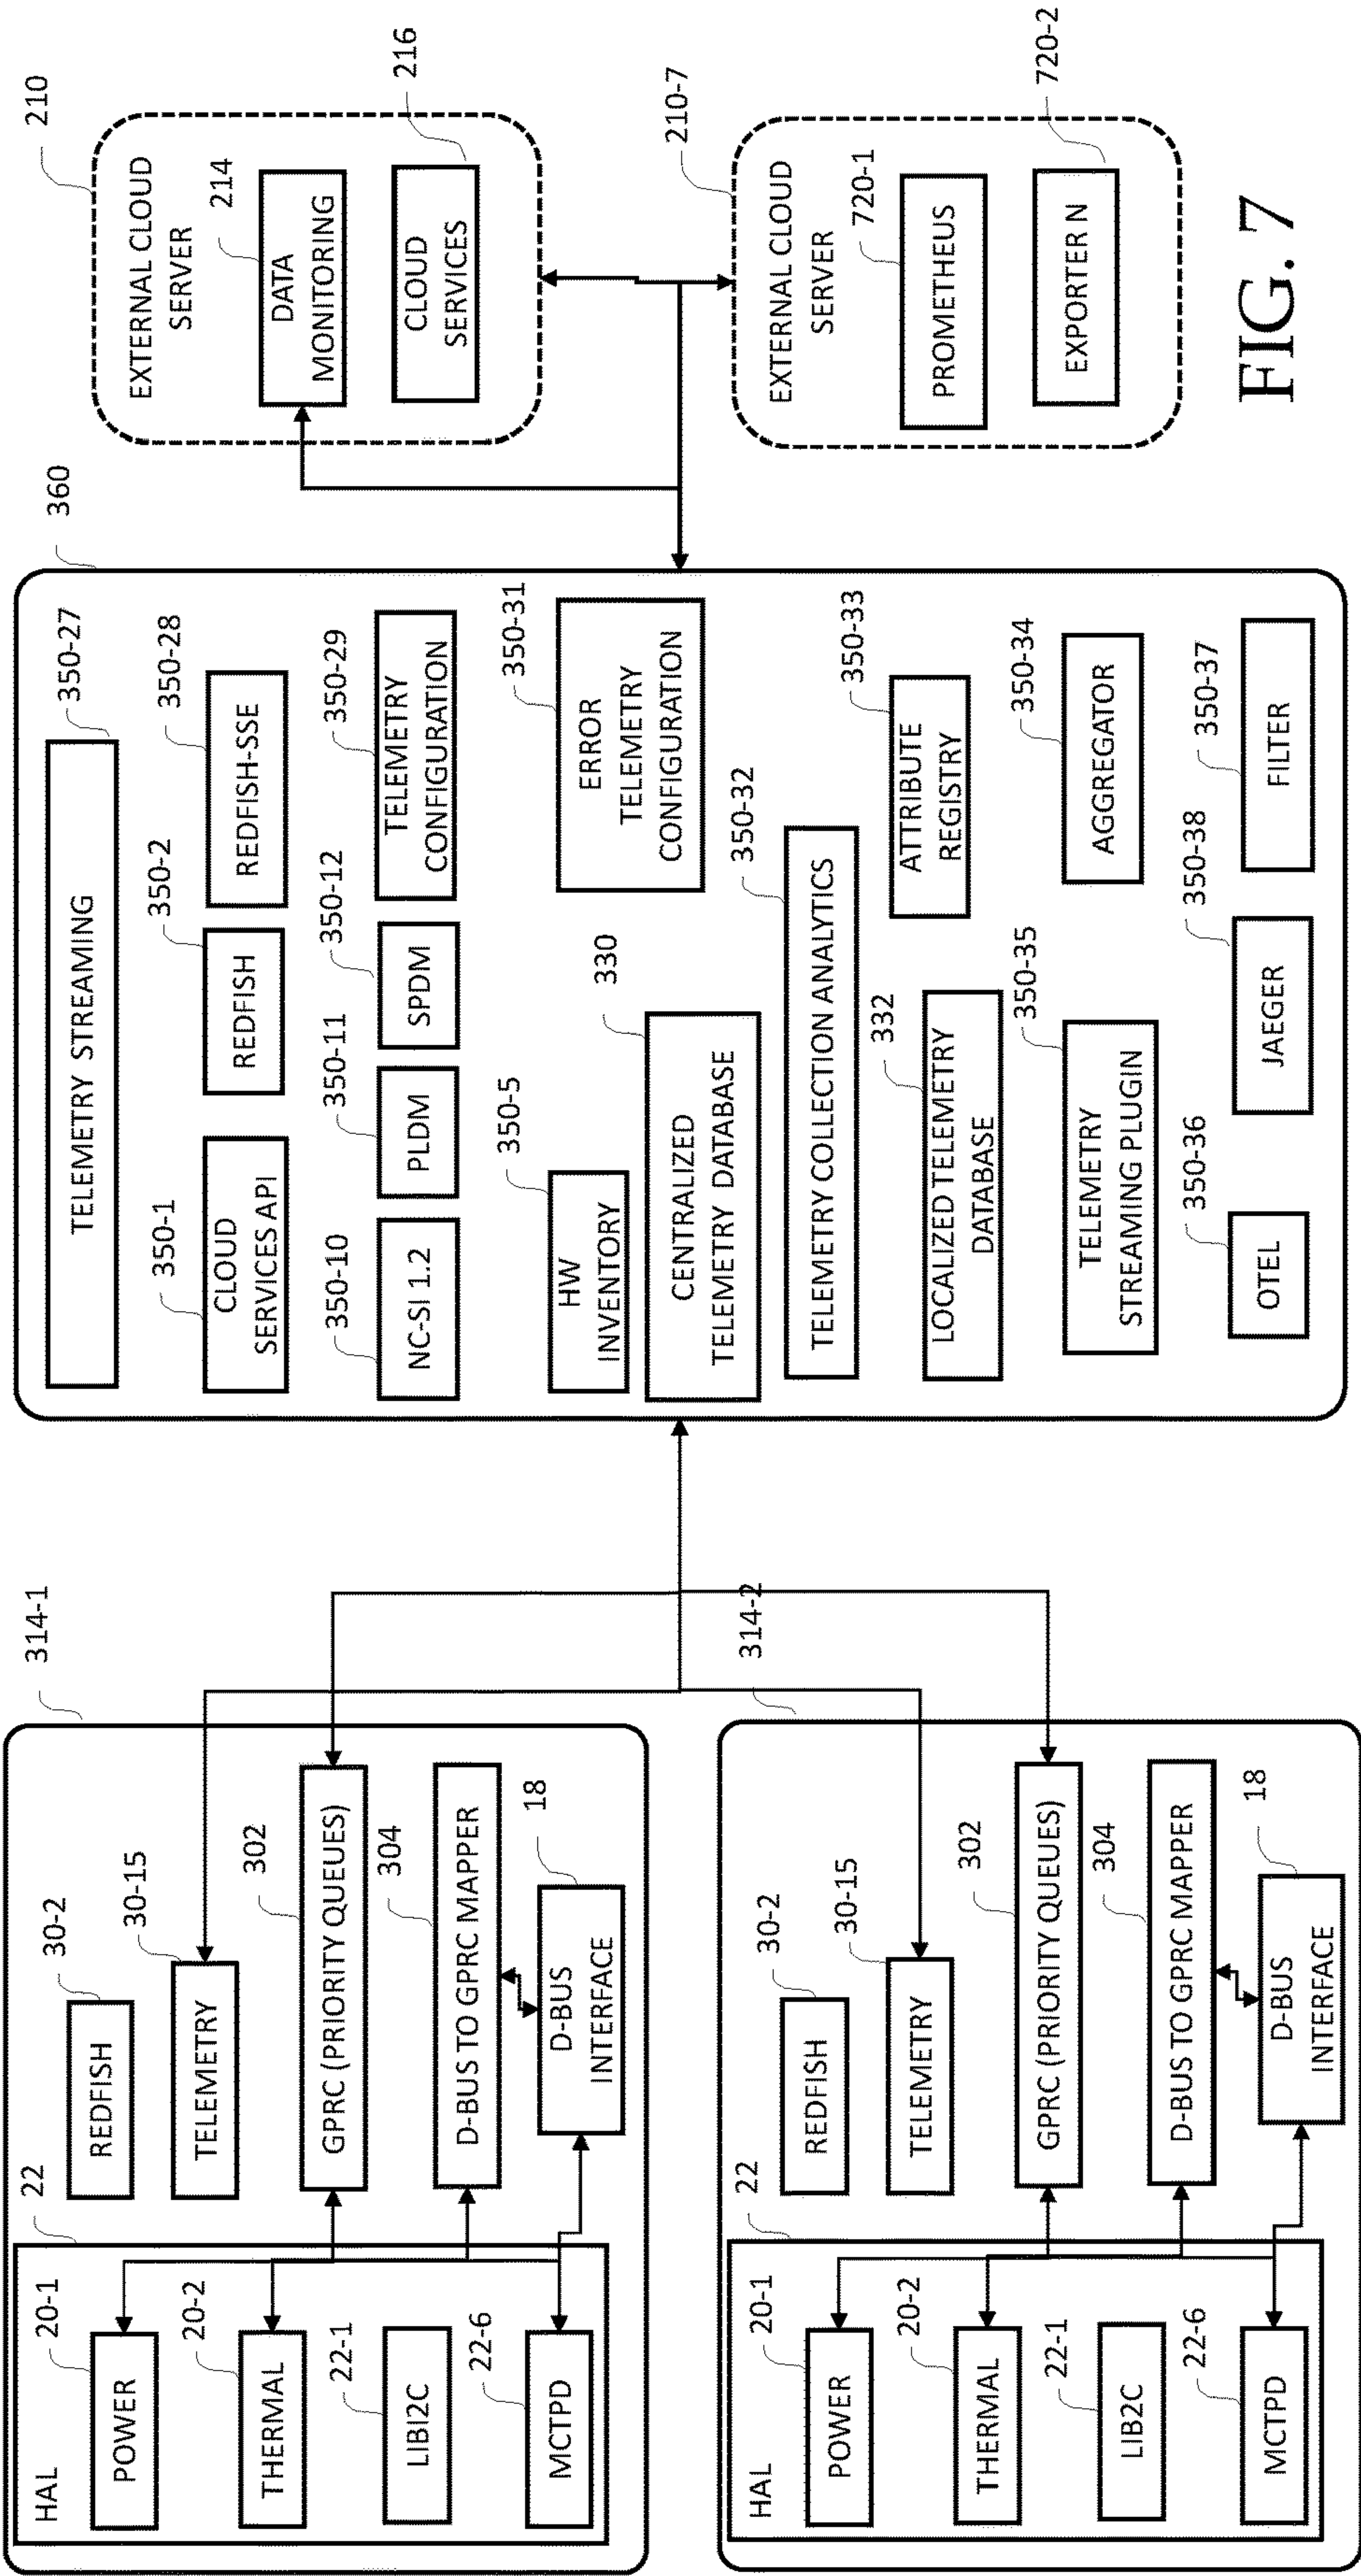 314-1
HAL
22
20-1
POWER
20-2
THERMAL
22-1
LIBI2C
22-6
MCTPD
30-2
REDFISH
30-15
TELEMETRY
302
GPRC (PRIORITY QUEUES)
304
D-BUS TO GPRC MAPPER
18
D-BUS
INTERFACE
314-2
HAL
22
20-1
POWER
20-2
THERMAL
22-1
LIB2C
22-6
MCTPD
30-2
REDFISH
30-15
TELEMETRY
302
GPRC (PRIORITY QUEUES)
304
D-BUS TO GPRC MAPPER
18
D-BUS
INTERFACE
360
350-27
TELEMETRY STREAMING
350-1
CLOUD
SERVICES API
350-2
REDFISH
350-28
REDFISH-SSE
350-10
NC-SI 1.2
350-11
PLDM
350-12
SPDM
350-29
TELEMETRY
CONFIGURATION
350-5
HW
INVENTORY
350-31
ERROR
TELEMETRY
CONFIGURATION
330
CENTRALIZED
TELEMETRY DATABASE
350-32
TELEMETRY COLLECTION ANALYTICS
332
LOCALIZED TELEMETRY
DATABASE
350-33
ATTRIBUTE
REGISTRY
350-35
TELEMETRY
STREAMING PLUGIN
350-34
AGGREGATOR
350-36
OTEL
350-38
JAEGER
350-37
FILTER
210
EXTERNAL CLOUD
SERVER
214
DATA
MONITORING
216
CLOUD
SERVICES
210-7
EXTERNAL CLOUD
SERVER
720-1
PROMETHEUS
720-2
EXPORTER N
FIG. 7